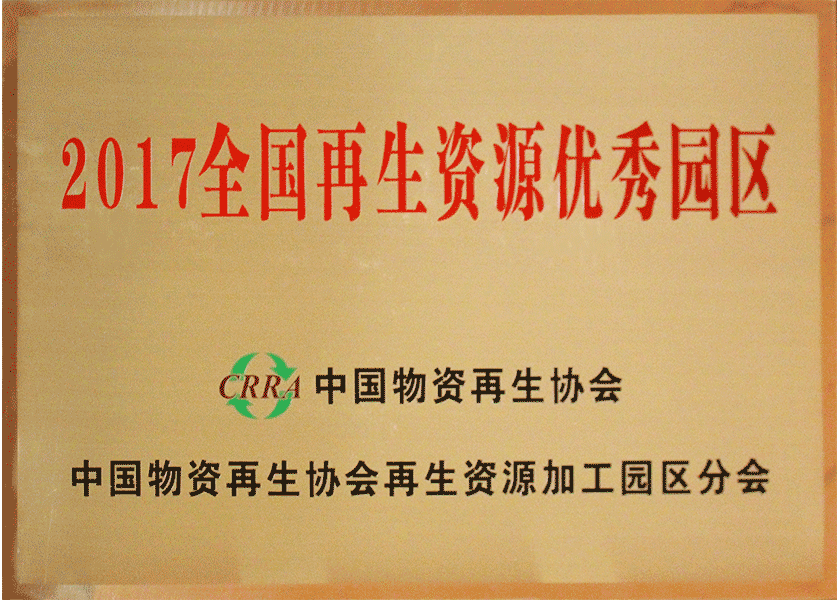 2017全国再生资源优秀园区
CRRA 中国物资再生协会
中国物资再生协会再生资源加工园区分会